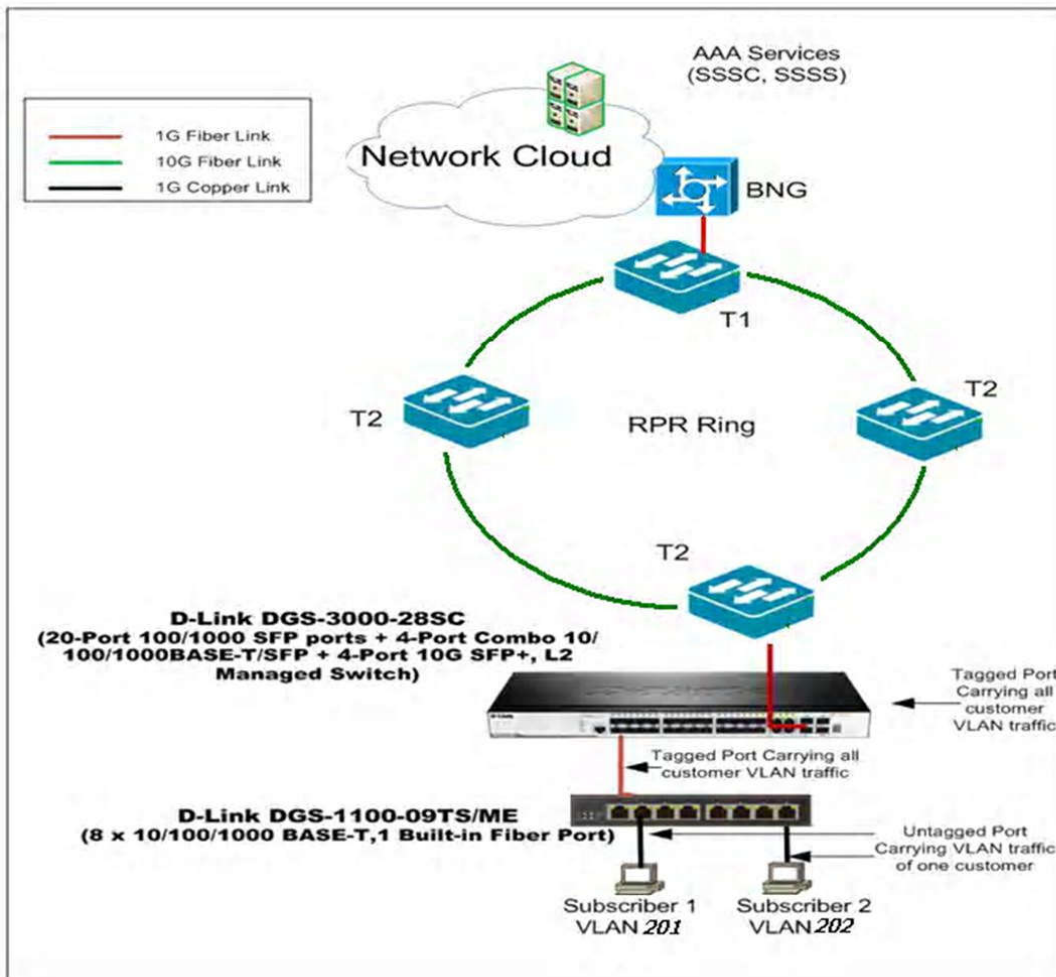 AAA Services
(SSSC, SSSS)
1G Fiber Link
10G Fiber Link
1G Copper Link
Network Cloud
BNG
T1
T2
T2
RPR Ring
T2
D-Link DGS-3000-28SC
(20-Port 100/1000 SFP ports + 4-Port Combo 10/
100/1000BASE-T/SFP + 4-Port 10G SFP+, L2
Managed Switch)
Tagged Port
Carrying all
customer
VLAN traffic
Tagged Port Carrying all
customer VLAN traffic
D-Link DGS-1100-09TS/ME
(8 x 10/100/1000 BASE-T,1 Built-in Fiber Port)
Untagged Port
Carrying VLAN traffic
of one customer
Subscriber 1
VLAN 201
Subscriber 2
VLAN 202